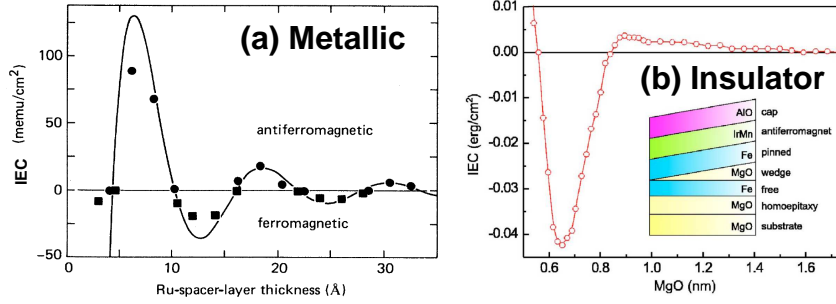 (a) Metallic
IEC (memu/cm²)
100
50
0
−50
antiferromagnetic
ferromagnetic
0 10 20 30
Ru-spacer-layer thickness (Å)
(b) Insulator
IEC (erg/cm²)
0.00
-0.01
-0.02
-0.03
-0.04
AlO cap
IrMn antiferromagnet
Fe pinned
MgO wedge
Fe free
MgO homoepitaxy
MgO substrate
0.6 0.8 1.0 1.2 1.4 1.6
MgO (nm)